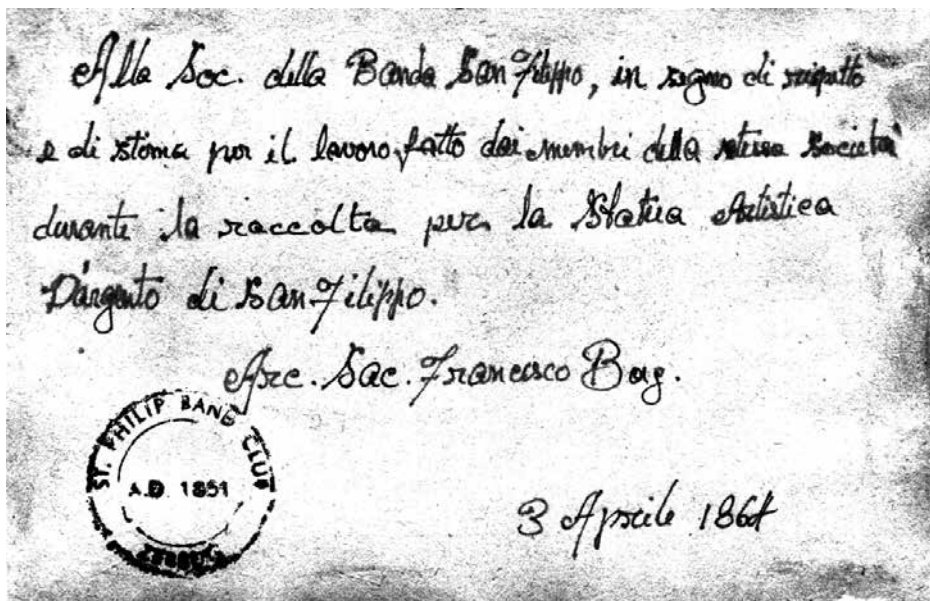 Alla Soc. della Banda San Filippo, in segno di rispetto
e di stima per il lavoro fatto dai membri della stessa Società
durante la raccolta per la Statua Artistica
D'argento di San Filippo.
Arc. Sac. Francesco Bag.
ST. PHILIP BAND CLUB
A.D. 1851
3 Aprile 1864